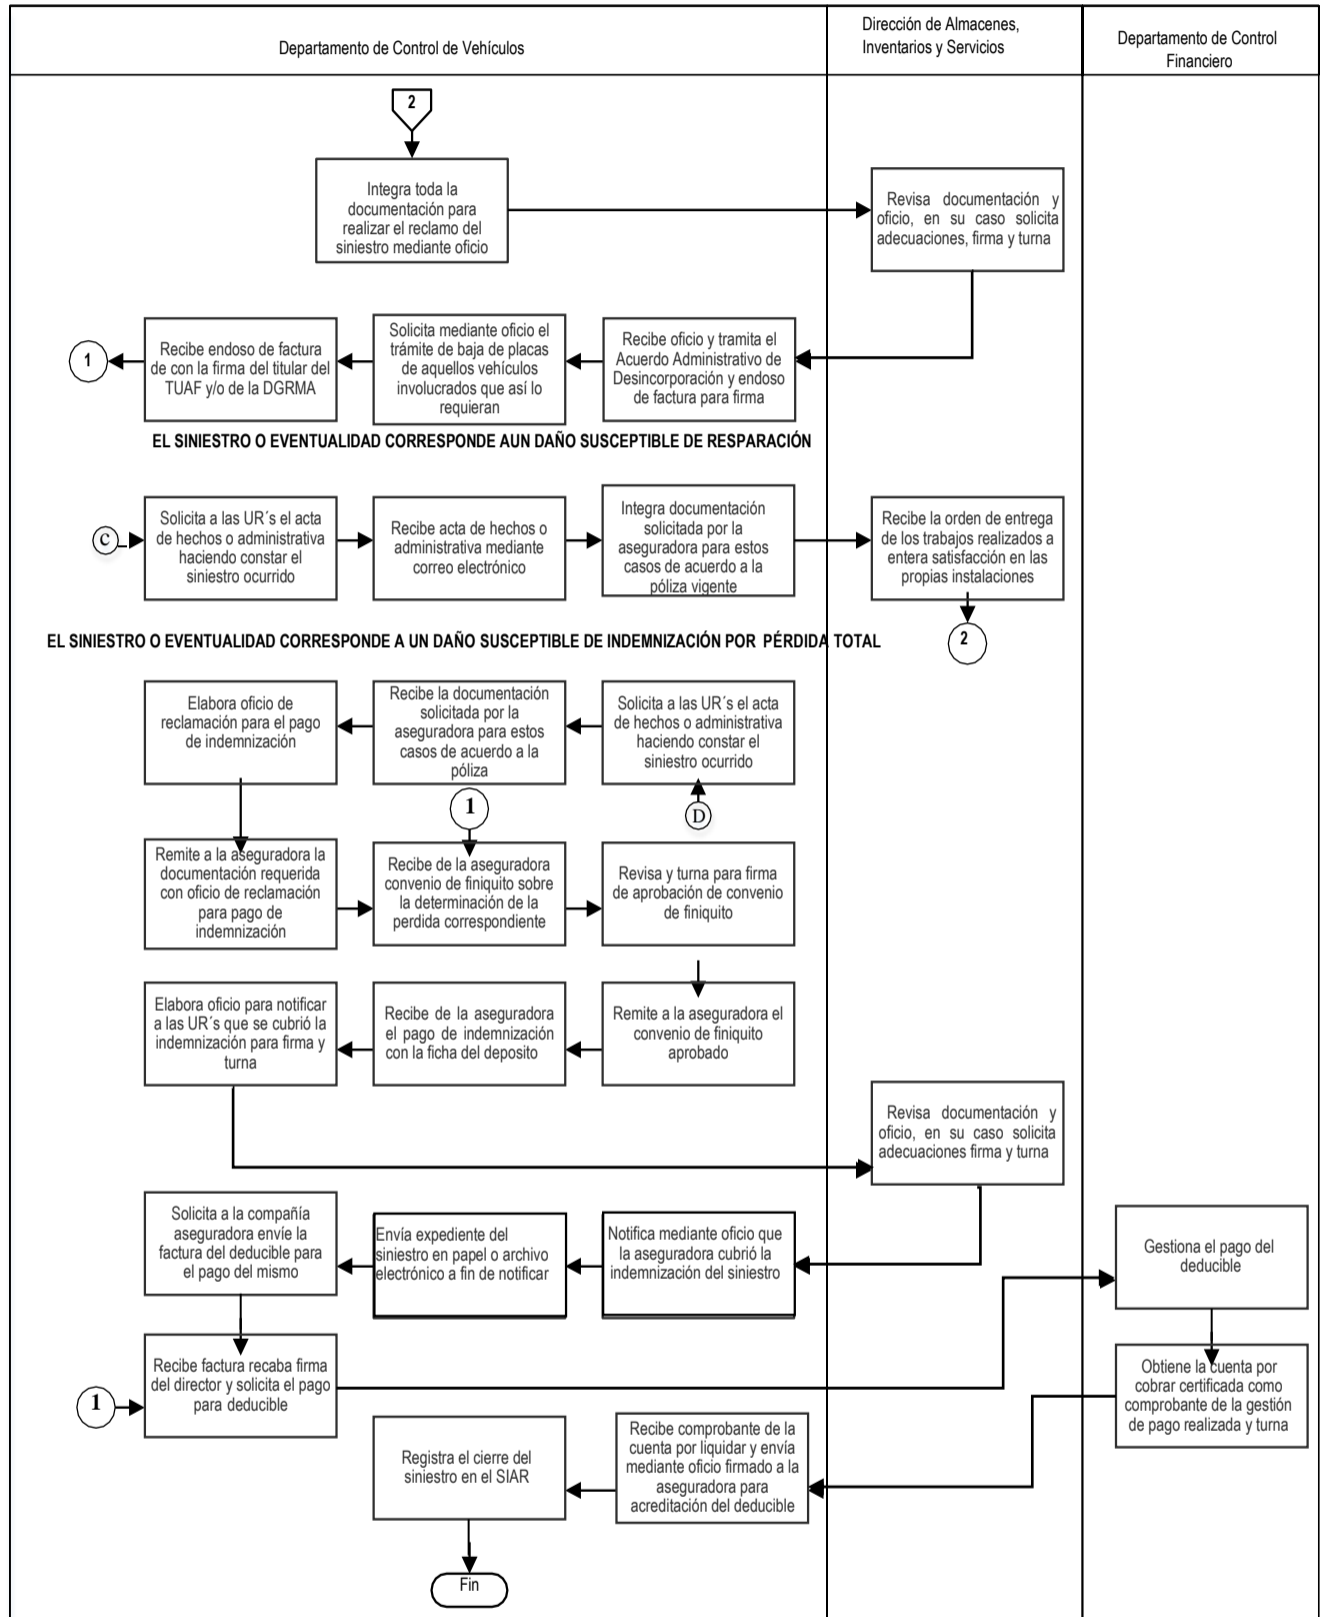 Departamento de Control de Vehículos
Dirección de Almacenes,
Inventarios y Servicios
Departamento de Control
Financiero
2
Integra toda la
documentación para
realizar el reclamo del
siniestro mediante oficio
Revisa documentación y
oficio, en su caso solicita
adecuaciones, firma y turna
Recibe oficio y tramita el
Acuerdo Administrativo de
Desincorporación y endoso
de factura para firma
Solicita mediante oficio el
trámite de baja de placas
de aquellos vehículos
involucrados que así lo
requieran
Recibe endoso de factura
de con la firma del titular del
TUAF y/o de la DGRMA
1
EL SINIESTRO O EVENTUALIDAD CORRESPONDE AUN DAÑO SUSCEPTIBLE DE RESPARACIÓN
C
Solicita a las UR´s el acta
de hechos o administrativa
haciendo constar el
siniestro ocurrido
Recibe acta de hechos o
administrativa mediante
correo electrónico
Integra documentación
solicitada por la
aseguradora para estos
casos de acuerdo a la
póliza vigente
Recibe la orden de entrega
de los trabajos realizados a
entera satisfacción en las
propias instalaciones
2
EL SINIESTRO O EVENTUALIDAD CORRESPONDE A UN DAÑO SUSCEPTIBLE DE INDEMNIZACIÓN POR PÉRDIDA TOTAL
D
Solicita a las UR´s el acta
de hechos o administrativa
haciendo constar el
siniestro ocurrido
Recibe la documentación
solicitada por la
aseguradora para estos
casos de acuerdo a la
póliza
Elabora oficio de
reclamación para el pago
de indemnización
1
Remite a la aseguradora la
documentación requerida
con oficio de reclamación
para pago de
indemnización
Recibe de la aseguradora
convenio de finiquito sobre
la determinación de la
perdida correspondiente
Revisa y turna para firma
de aprobación de convenio
de finiquito
Remite a la aseguradora el
convenio de finiquito
aprobado
Recibe de la aseguradora
el pago de indemnización
con la ficha del deposito
Elabora oficio para notificar
a las UR´s que se cubrió la
indemnización para firma y
turna
Revisa documentación y
oficio, en su caso solicita
adecuaciones firma y turna
Notifica mediante oficio que
la aseguradora cubrió la
indemnización del siniestro
Envía expediente del
siniestro en papel o archivo
electrónico a fin de notificar
Solicita a la compañía
aseguradora envíe la
factura del deducible para
el pago del mismo
1
Recibe factura recaba firma
del director y solicita el pago
para deducible
Gestiona el pago del
deducible
Obtiene la cuenta por
cobrar certificada como
comprobante de la gestión
de pago realizada y turna
Recibe comprobante de la
cuenta por liquidar y envía
mediante oficio firmado a la
aseguradora para
acreditación del deducible
Registra el cierre del
siniestro en el SIAR
Fin